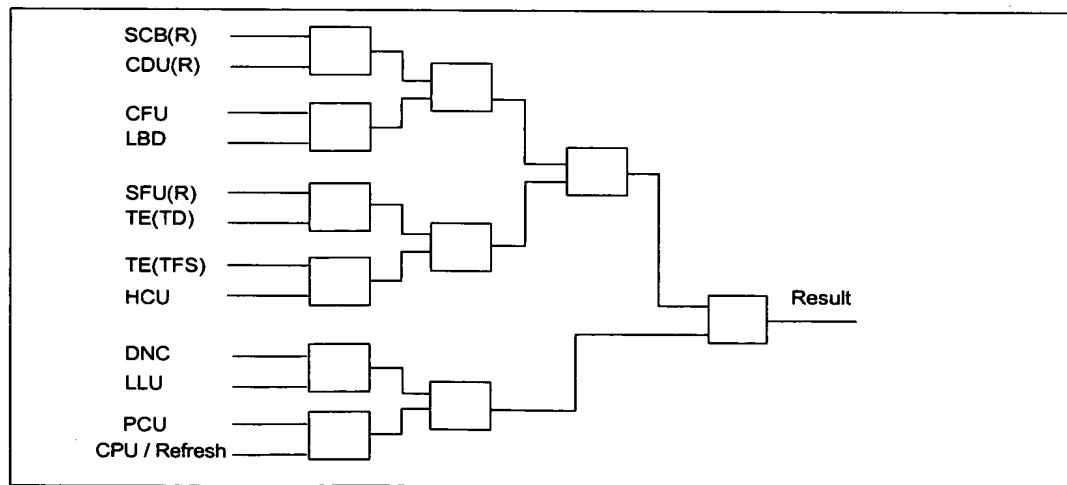 SCB(R)
CDU(R)
CFU
LBD
SFU(R)
TE(TD)
TE(TFS)
HCU
Result
DNC
LLU
PCU
CPU / Refresh